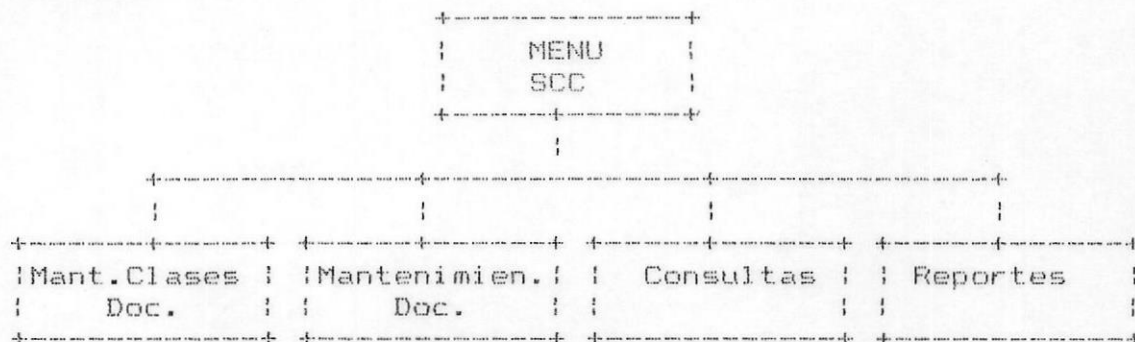 MENU
SCC
Mant.Clases Mantenimien. Consultas Reportes
Doc. Doc.